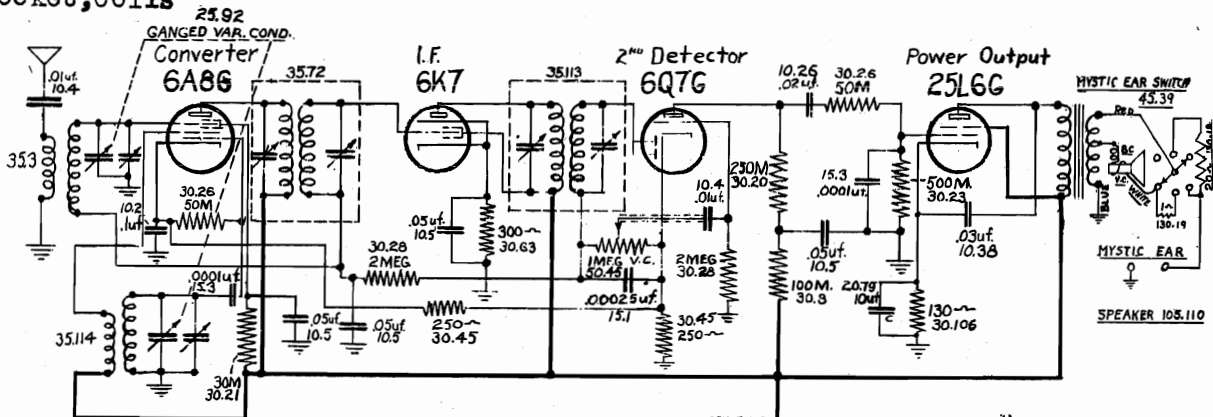 25.92
GANGED VAR. COND.
Converter
6A8G
I.F.
6K7
2ND Detector
6Q7G
Power Output
25L6G
.01uf.
10.4
35.72
35.113
10.26
.02uf.
30.26
50M
MYSTIC EAR SWITCH
45.39
RED
353
30.26
50M
10.2
.1uf
.05uf.
10.5
300~
30.63
10.4
.01uf.
250M
30.20
15.3
.0001uf.
500M.
30.23
.03uf.
10.38
V.C.
WHITE
BLUE
1~
130.19
MYSTIC EAR
SPEAKER 105.110
.0001uf
15.3
30.28
2MEG
1MEG V.C.
50.45
.00025uf.
15.1
2MEG
30.28
.05uf.
10.5
100M.
30.3
20.79
10uf
C
130~
30.106
35.114
30M
30.21
.05uf
10.5
.05uf
10.5
250~
30.45
30.45
250~